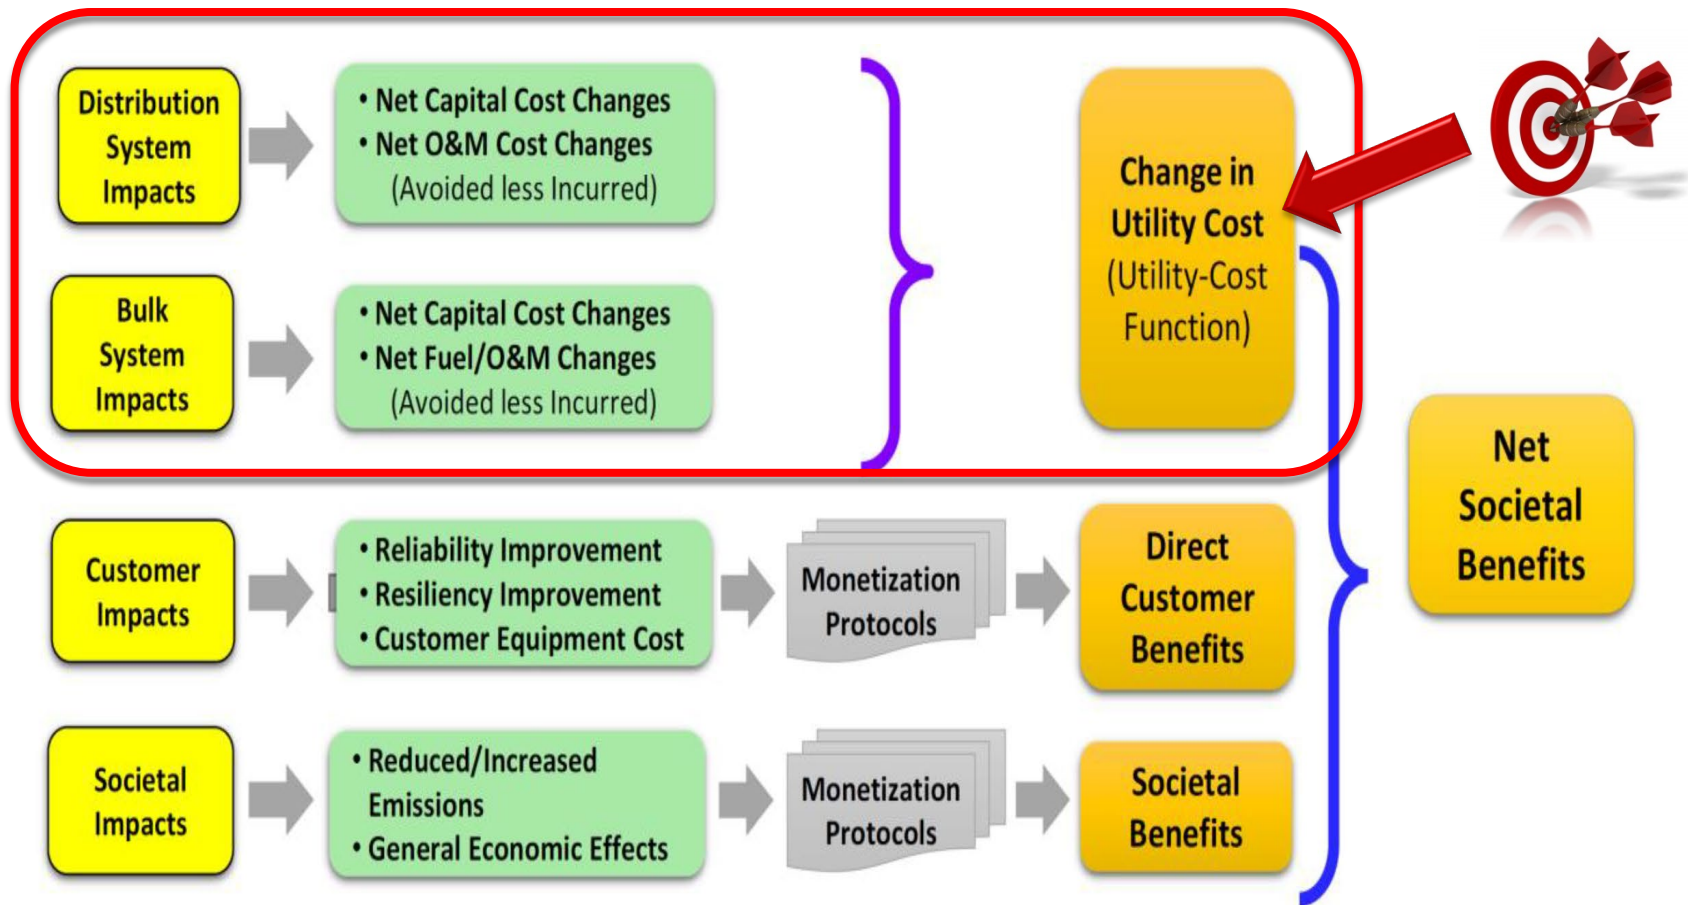 Distribution
System
Impacts
• Net Capital Cost Changes
• Net O&M Cost Changes
(Avoided less Incurred)
Change in
Utility Cost
(Utility-Cost
Function)
Bulk
System
Impacts
• Net Capital Cost Changes
• Net Fuel/O&M Changes
(Avoided less Incurred)
Net
Societal
Benefits
Customer
Impacts
• Reliability Improvement
• Resiliency Improvement
• Customer Equipment Cost
Monetization
Protocols
Direct
Customer
Benefits
Societal
Impacts
• Reduced/Increased
Emissions
• General Economic Effects
Monetization
Protocols
Societal
Benefits